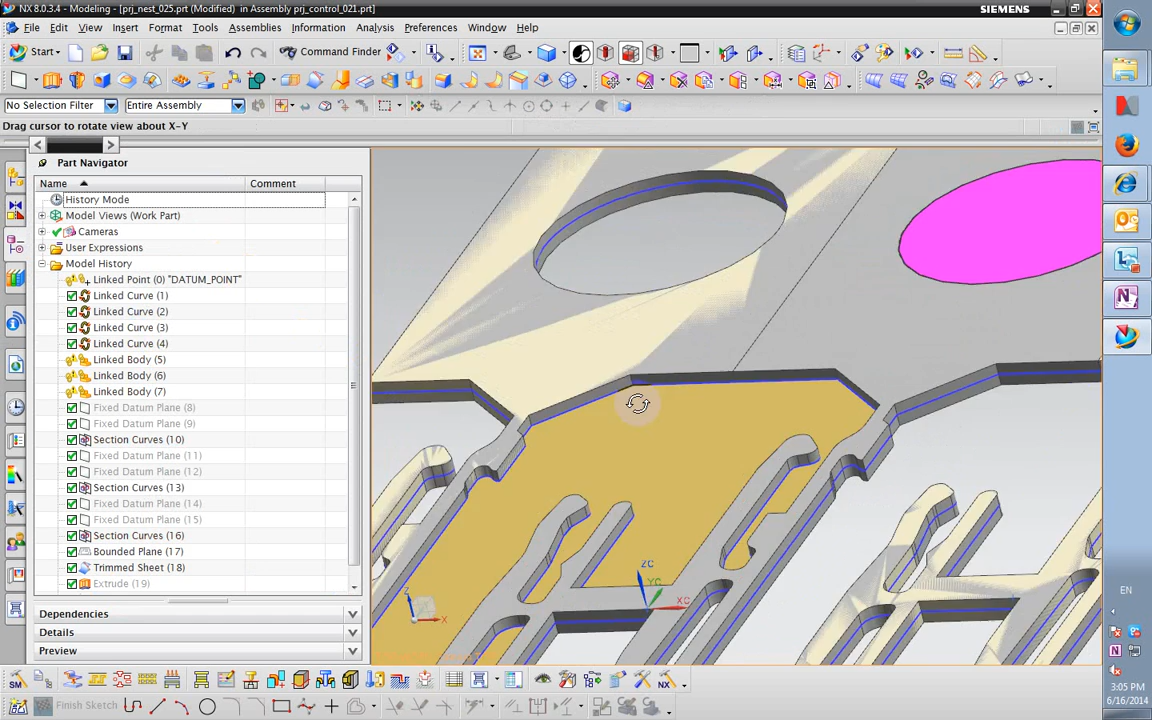 NX 8.0.3.4 - Modeling - [prj_nest_025.prt (Modified) in Assembly prj_control_021.prt]
SIEMENS
File Edit View Insert Format Tools Assemblies Information Analysis Preferences Window Help
Start
Command Finder
No Selection Filter
Entire Assembly
Drag cursor to rotate view about X-Y
Part Navigator
Name Comment
History Mode
Model Views (Work Part)
Cameras
User Expressions
Model History
Linked Point (0) "DATUM_POINT"
Linked Curve (1)
Linked Curve (2)
Linked Curve (3)
Linked Curve (4)
Linked Body (5)
Linked Body (6)
Linked Body (7)
Fixed Datum Plane (8)
Fixed Datum Plane (9)
Section Curves (10)
Fixed Datum Plane (11)
Fixed Datum Plane (12)
Section Curves (13)
Fixed Datum Plane (14)
Fixed Datum Plane (15)
Section Curves (16)
Bounded Plane (17)
Trimmed Sheet (18)
Extrude (19)
Dependencies
Details
Preview
ZC
YC
XC
Z
X
EN
3:05 PM
6/16/2014
SM
NX
Finish Sketch